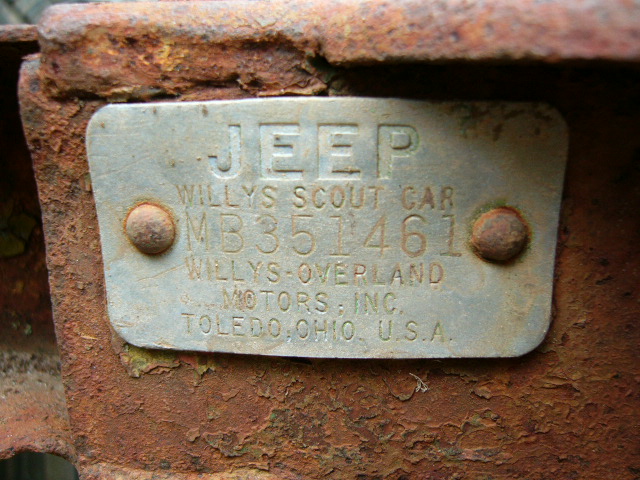 JEEP
WILLYS SCOUT CAR
MB351461
WILLYS-OVERLAND
MOTORS, INC.
TOLEDO, OHIO. U.S.A.